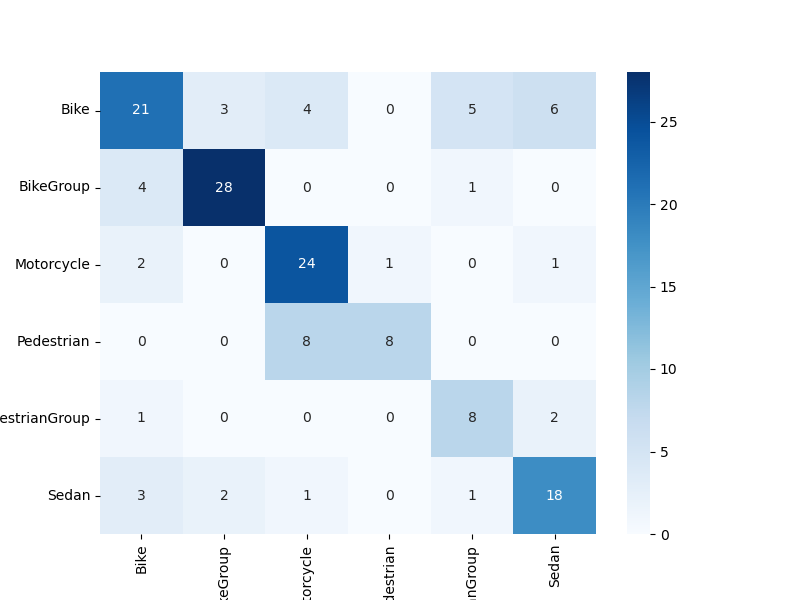 Bike 21 3 4 0 5 6
BikeGroup 4 28 0 0 1 0
Motorcycle 2 0 24 1 0 1
Pedestrian 0 0 8 8 0 0
estrianGroup 1 0 0 0 8 2
Sedan 3 2 1 0 1 18
Bike
keGroup
torcycle
destrian
nGroup
Sedan
25
20
15
10
5
0